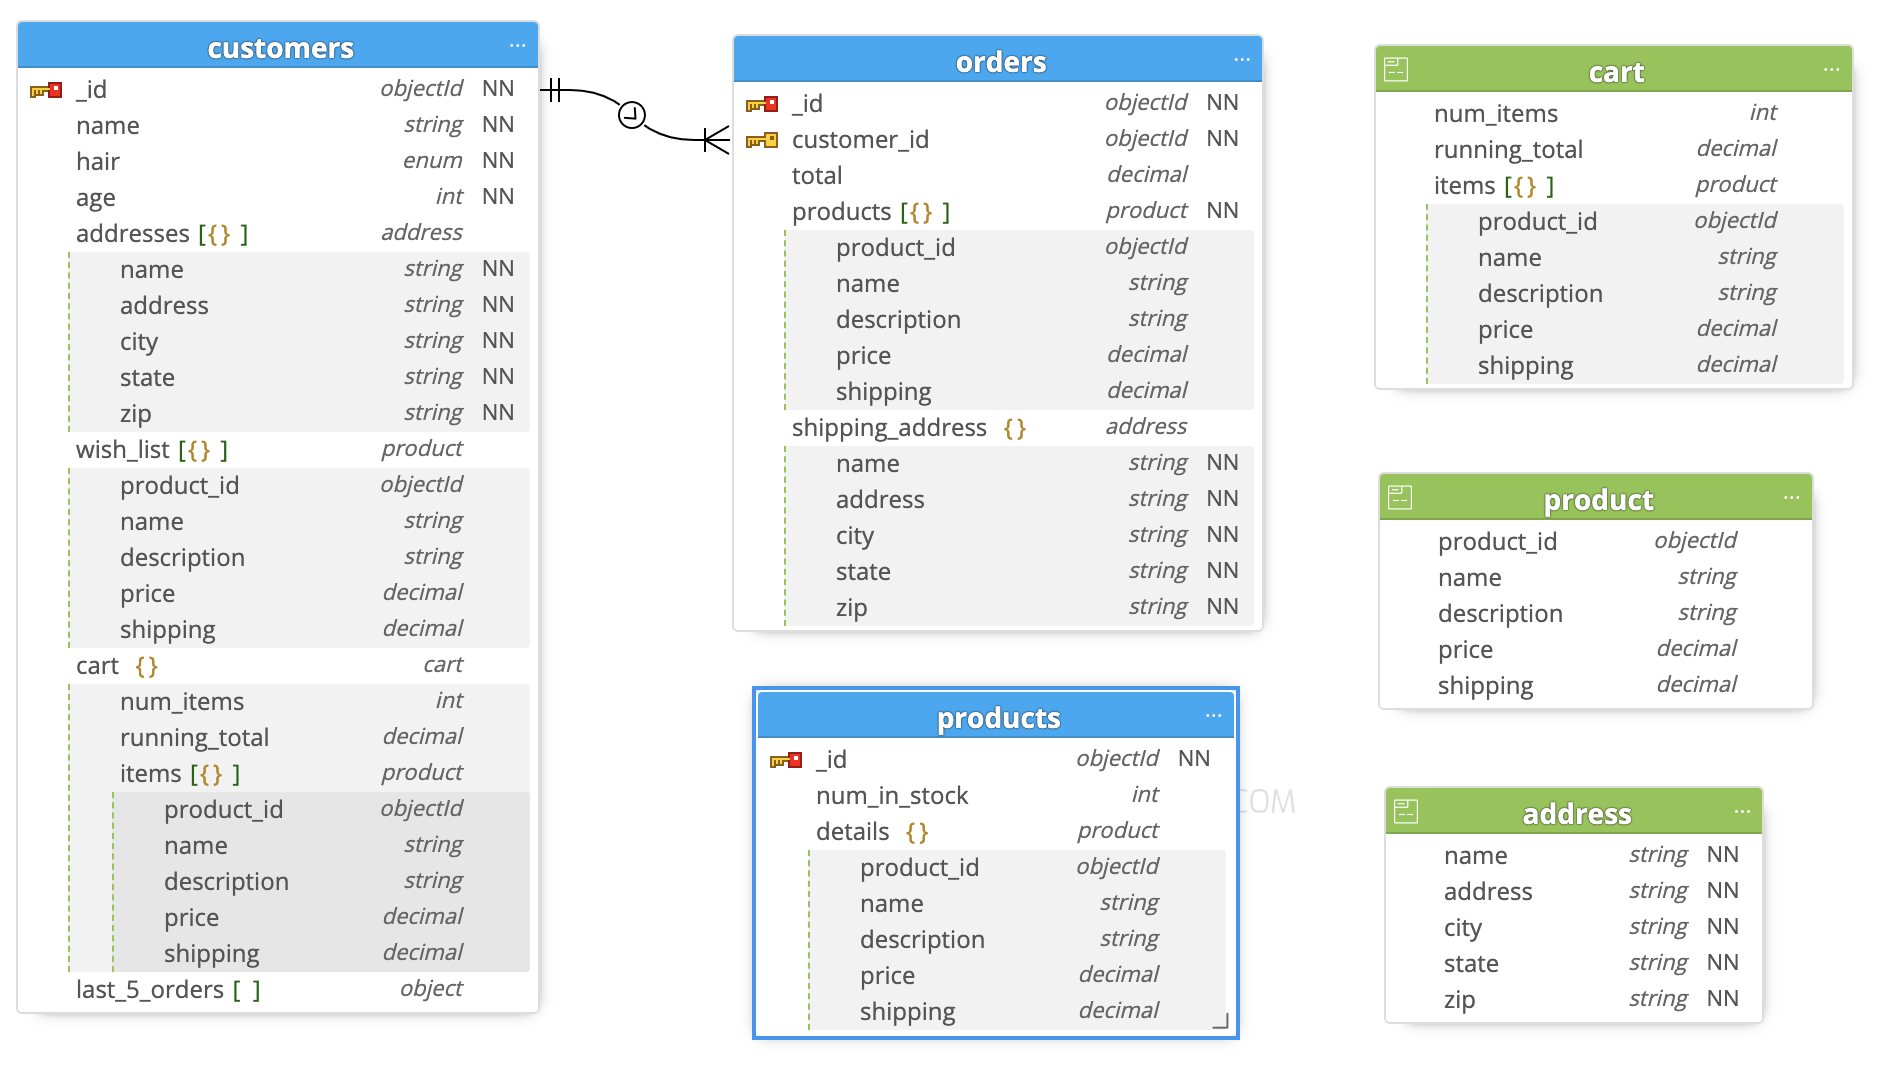 customers ...
_id objectId NN
name string NN
hair enum NN
age int NN
addresses [{} ] address
name string NN
address string NN
city string NN
state string NN
zip string NN
wish_list [{} ] product
product_id objectId
name string
description string
price decimal
shipping decimal
cart {} cart
num_items int
running_total decimal
items [{} ] product
product_id objectId
name string
description string
price decimal
shipping decimal
last_5_orders [ ] object
orders ...
_id objectId NN
customer_id objectId NN
total decimal
products [{} ] product NN
product_id objectId
name string
description string
price decimal
shipping decimal
shipping_address {} address
name string NN
address string NN
city string NN
state string NN
zip string NN
products ...
_id objectId NN
num_in_stock int
details {} product
product_id objectId
name string
description string
price decimal
shipping decimal
COM
cart ...
num_items int
running_total decimal
items [{} ] product
product_id objectId
name string
description string
price decimal
shipping decimal
product ...
product_id objectId
name string
description string
price decimal
shipping decimal
address ...
name string NN
address string NN
city string NN
state string NN
zip string NN